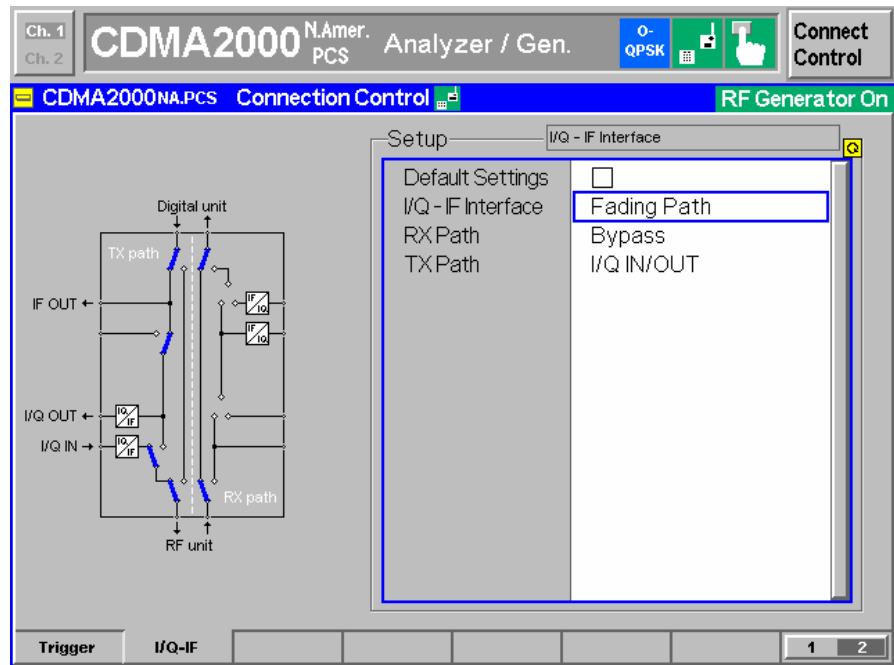 Ch. 1
Ch. 2
CDMA2000 N.Amer. PCS Analyzer / Gen.
O-QPSK
Connect Control
CDMA2000 NA.PCS Connection Control
RF Generator On
Setup
I/Q - IF Interface
Q
Default Settings
I/Q - IF Interface Fading Path
RX Path Bypass
TX Path I/Q IN/OUT
Digital unit
TX path
IF OUT
IF IQ
IF IQ
I/Q OUT
IQ IF
I/Q IN
IQ IF
RX path
RF unit
Trigger I/Q-IF 1 2